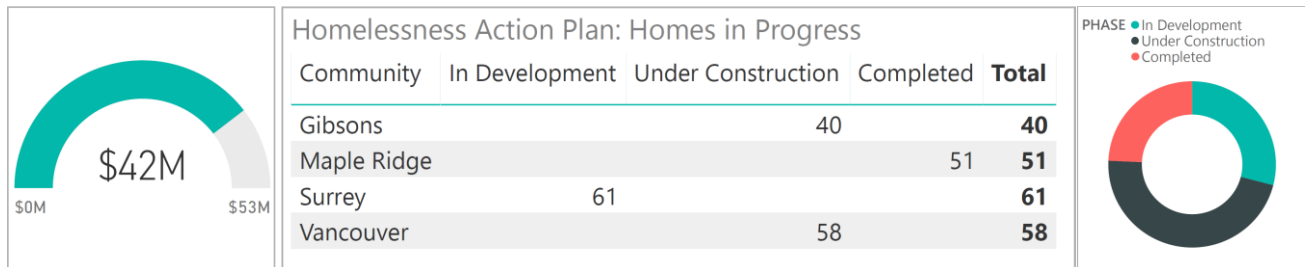 $42M
$0M $53M
Homelessness Action Plan: Homes in Progress
Community In Development Under Construction Completed Total
Gibsons 40 40
Maple Ridge 51 51
Surrey 61 61
Vancouver 58 58
PHASE In Development
Under Construction
Completed